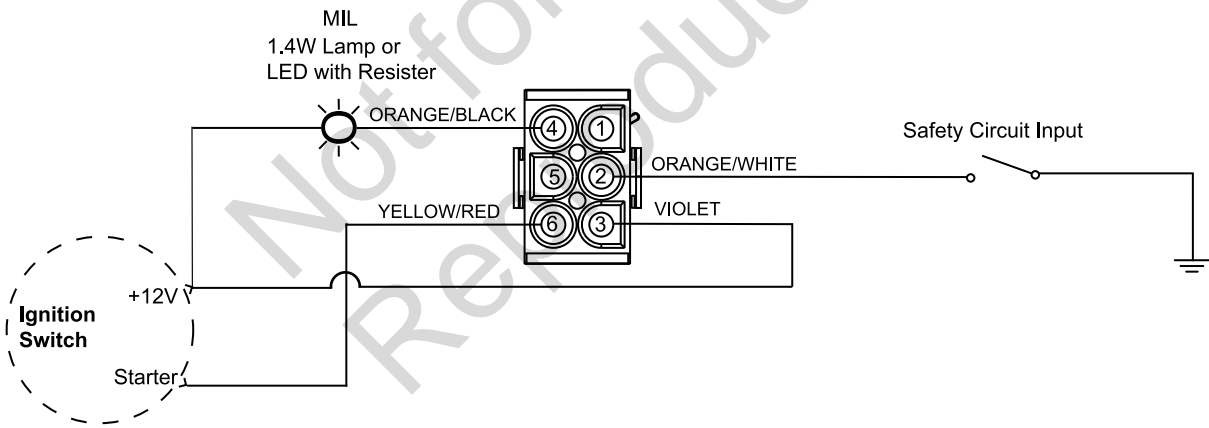 MIL
1.4W Lamp or
LED with Resister
ORANGE/BLACK
4
1
Safety Circuit Input
5
2
ORANGE/WHITE
YELLOW/RED
6
3
VIOLET
+12V
Ignition
Switch
Starter
Not for
Reproduc